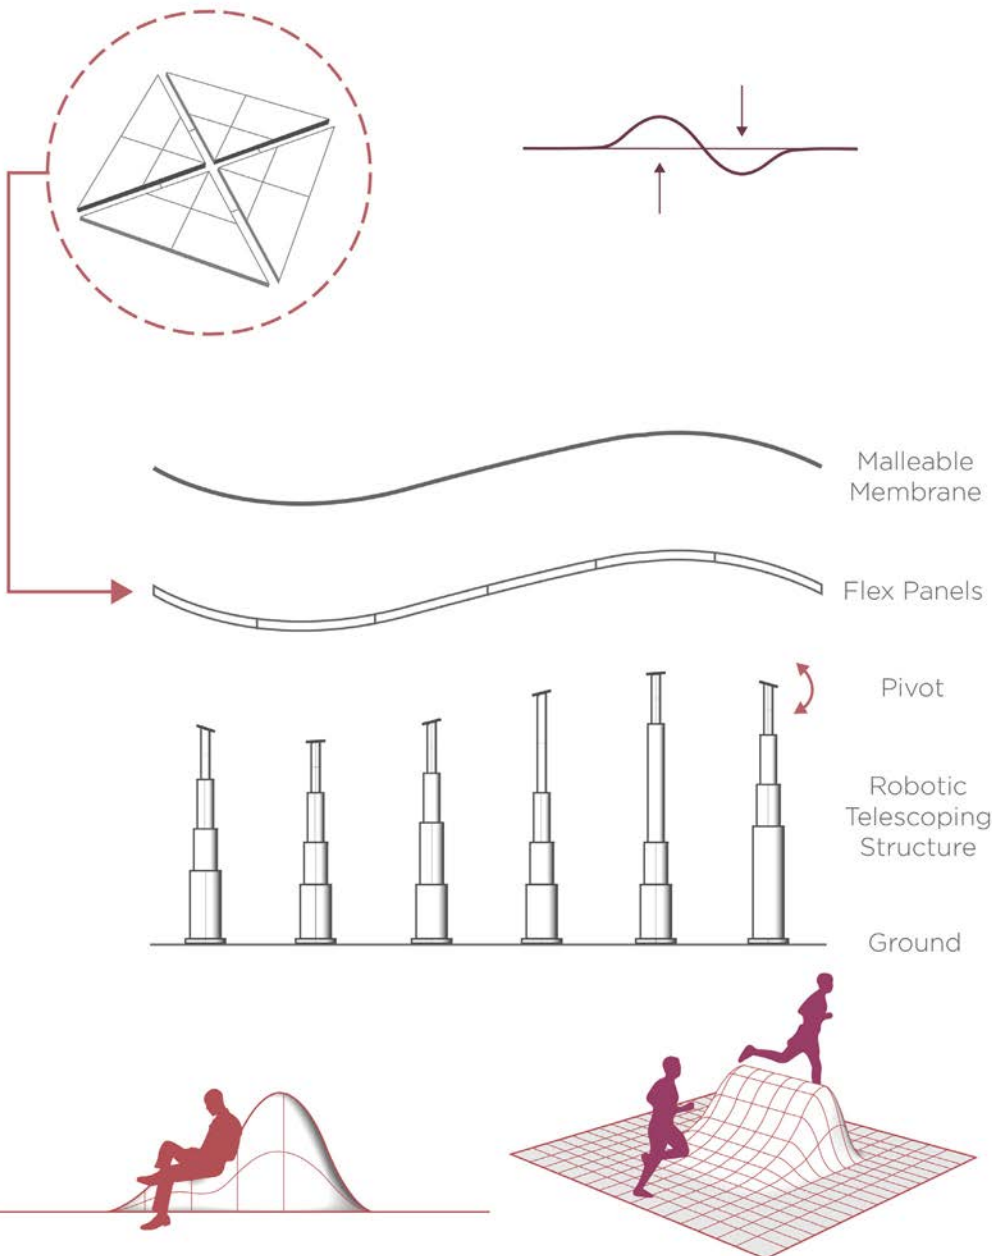 Malleable
Membrane
Flex Panels
Pivot
Robotic
Telescoping
Structure
Ground